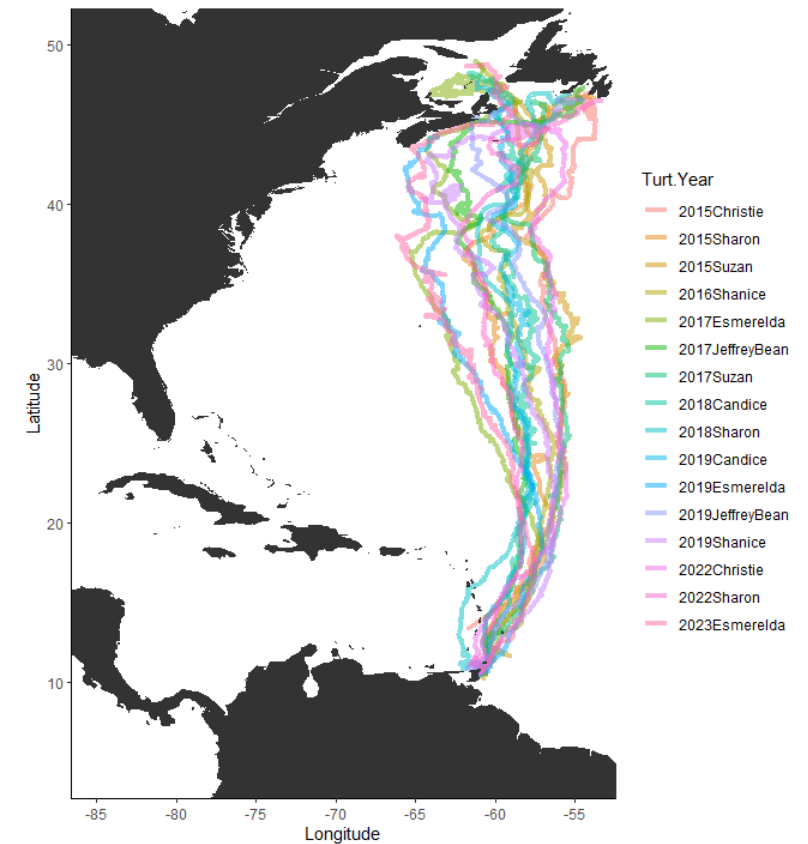 50
40
30
20
10
Latitude
-85
-80
-75
-70
-65
-60
-55
Longitude
Turt.Year
2015Christie
2015Sharon
2015Suzan
2016Shanice
2017Esmerelda
2017JeffreyBean
2017Suzan
2018Candice
2018Sharon
2019Candice
2019Esmerelda
2019JeffreyBean
2019Shanice
2022Christie
2022Sharon
2023Esmerelda